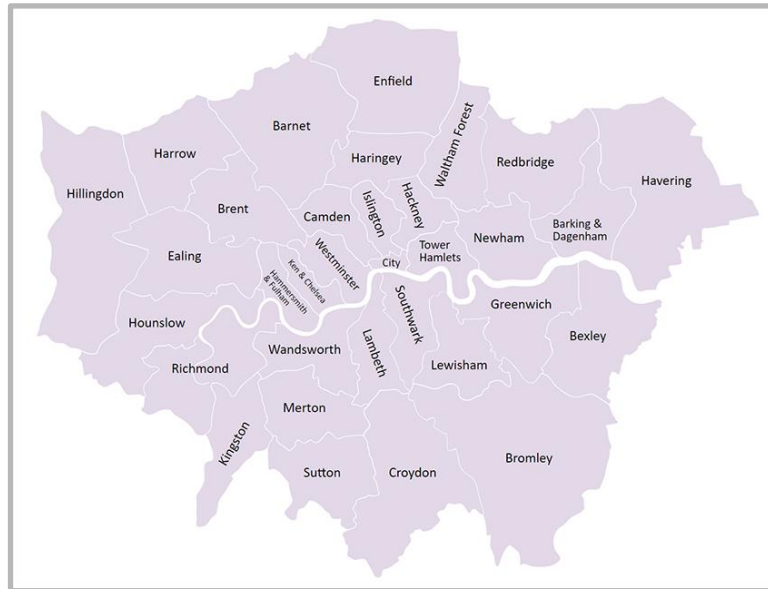 Enfield
Barnet
Harrow
Haringey
Waltham Forest
Redbridge
Havering
Hillingdon
Brent
Camden
Islington
Hackney
Barking &
Dagenham
Ealing
Westminster
City
Tower
Hamlets
Newham
Ken & Chelsea
Hammersmith
& Fulham
Hounslow
Southwark
Greenwich
Bexley
Richmond
Wandsworth
Lambeth
Lewisham
Merton
Kingston
Sutton
Croydon
Bromley